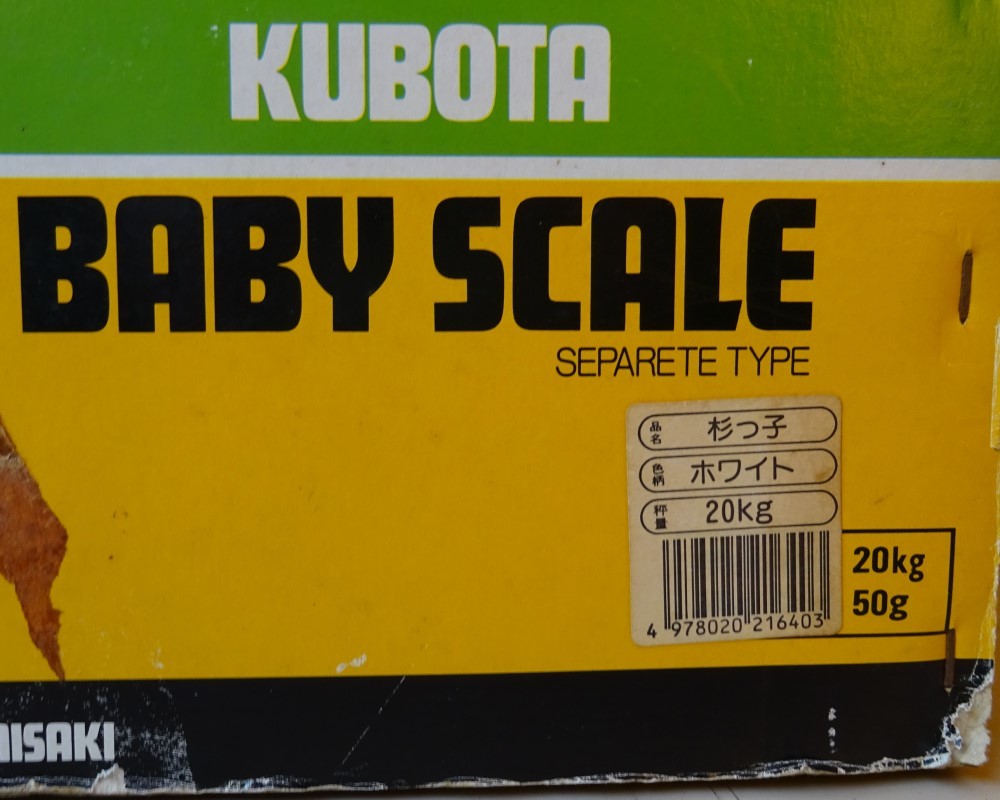 KUBOTA
BABY SCALE
SEPARETE TYPE
品名 杉っ子
色柄 ホワイト
秤量 20kg
4 978020 216403
20kg
50g